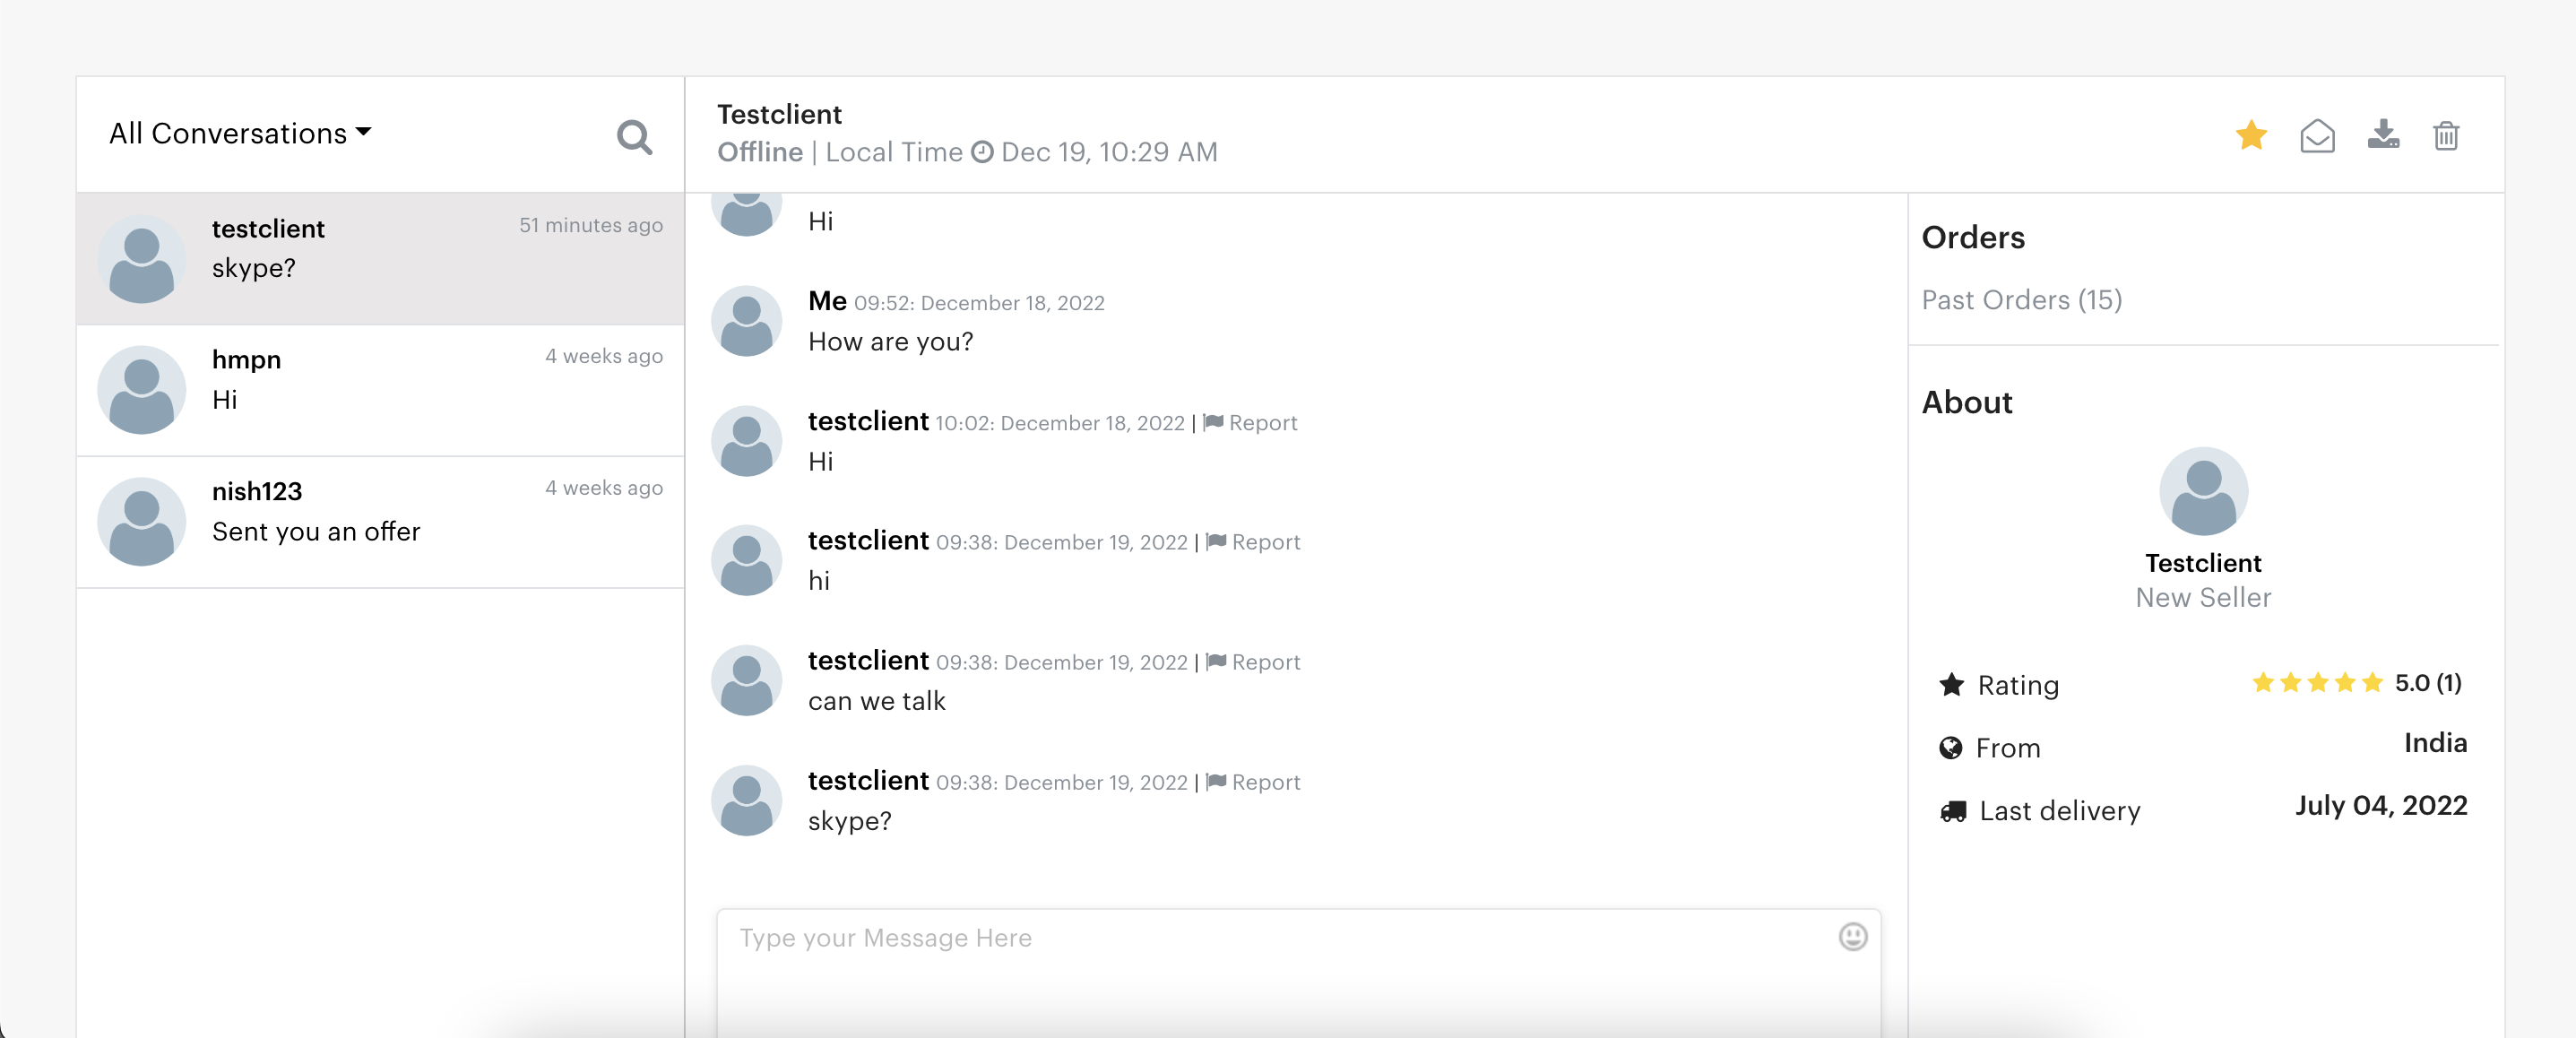 All Conversations
testclient 51 minutes ago
skype?
hmpn 4 weeks ago
Hi
nish123 4 weeks ago
Sent you an offer
Testclient
Offline | Local Time Dec 19, 10:29 AM
Hi
Me 09:52: December 18, 2022
How are you?
testclient 10:02: December 18, 2022 | Report
Hi
testclient 09:38: December 19, 2022 | Report
hi
testclient 09:38: December 19, 2022 | Report
can we talk
testclient 09:38: December 19, 2022 | Report
skype?
Type your Message Here
Orders
Past Orders (15)
About
Testclient
New Seller
Rating 5.0 (1)
From India
Last delivery July 04, 2022